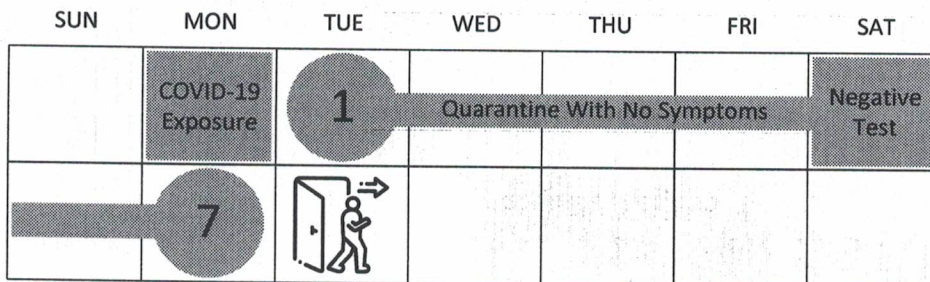 SUN MON TUE WED THU FRI SAT
COVID-19
Exposure
1
Quarantine With No Symptoms
Negative
Test
7